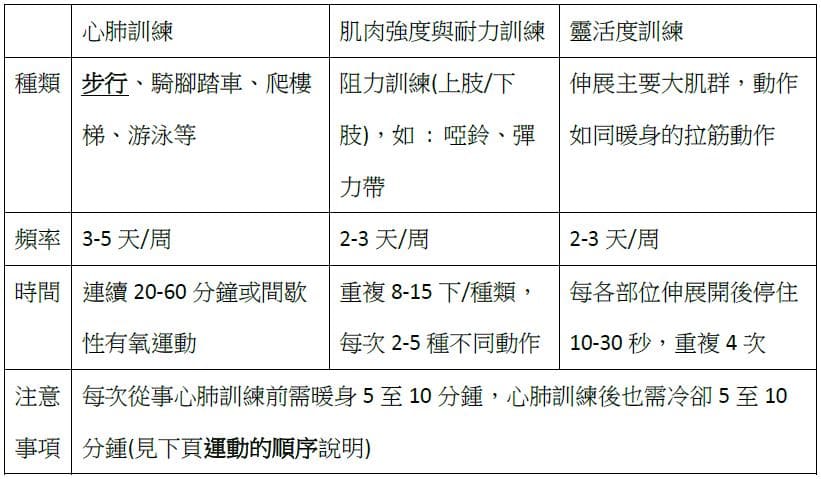 心肺訓練 肌肉強度與耐力訓練 靈活度訓練
種類 步行、騎腳踏車、爬樓 阻力訓練(上肢/下 伸展主要大肌群，動作
梯、游泳等 肢)，如 : 啞鈴、彈 如同暖身的拉筋動作
力帶
頻率 3-5 天/周 2-3 天/周 2-3 天/周
時間 連續 20-60 分鐘或間歇 重複 8-15 下/種類， 每各部位伸展開後停住
性有氧運動 每次 2-5 種不同動作 10-30 秒，重複 4 次
注意 每次從事心肺訓練前需暖身 5 至 10 分鍾，心肺訓練後也需冷卻 5 至 10
事項 分鍾(見下頁運動的順序說明)